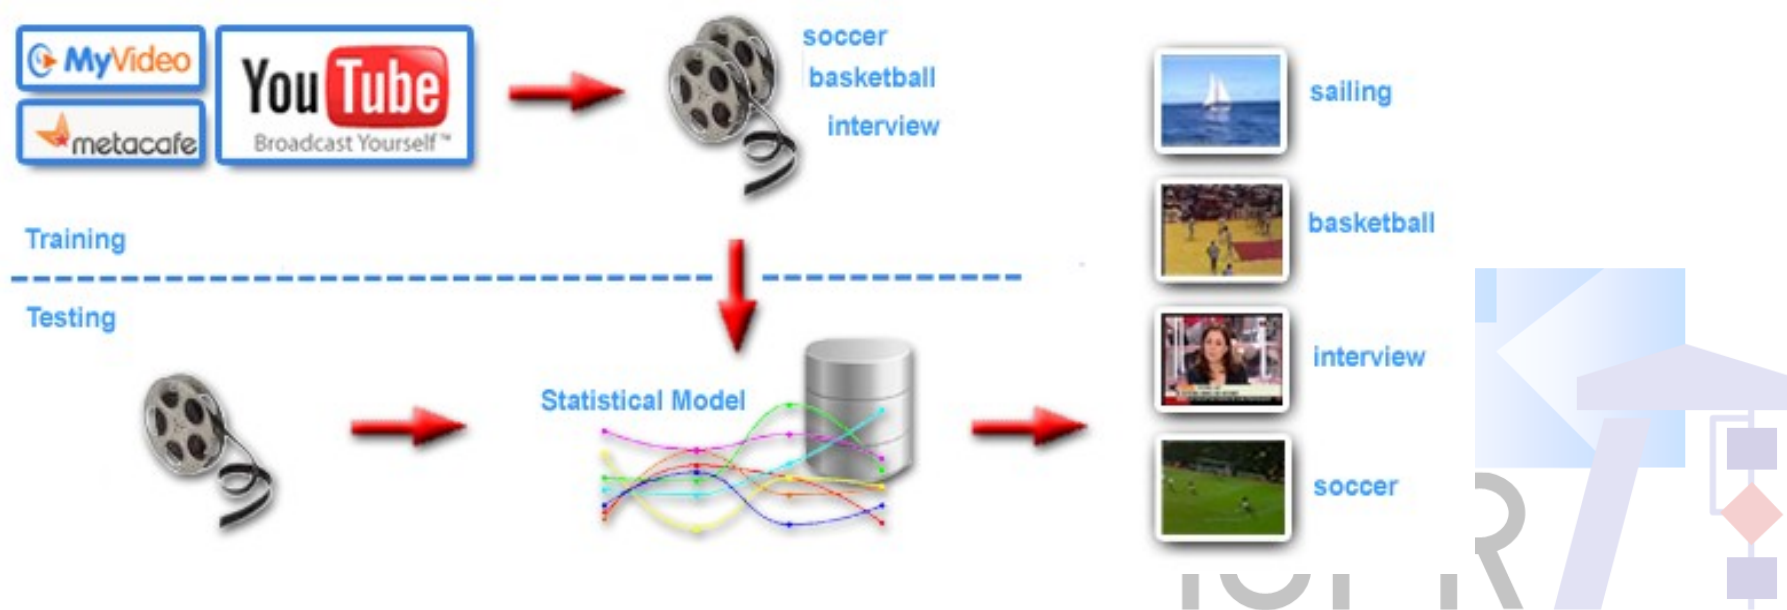 MyVideo
metacafe
YouTube
Broadcast Yourself™
soccer
basketball
interview
Training
Testing
Statistical Model
sailing
basketball
interview
soccer